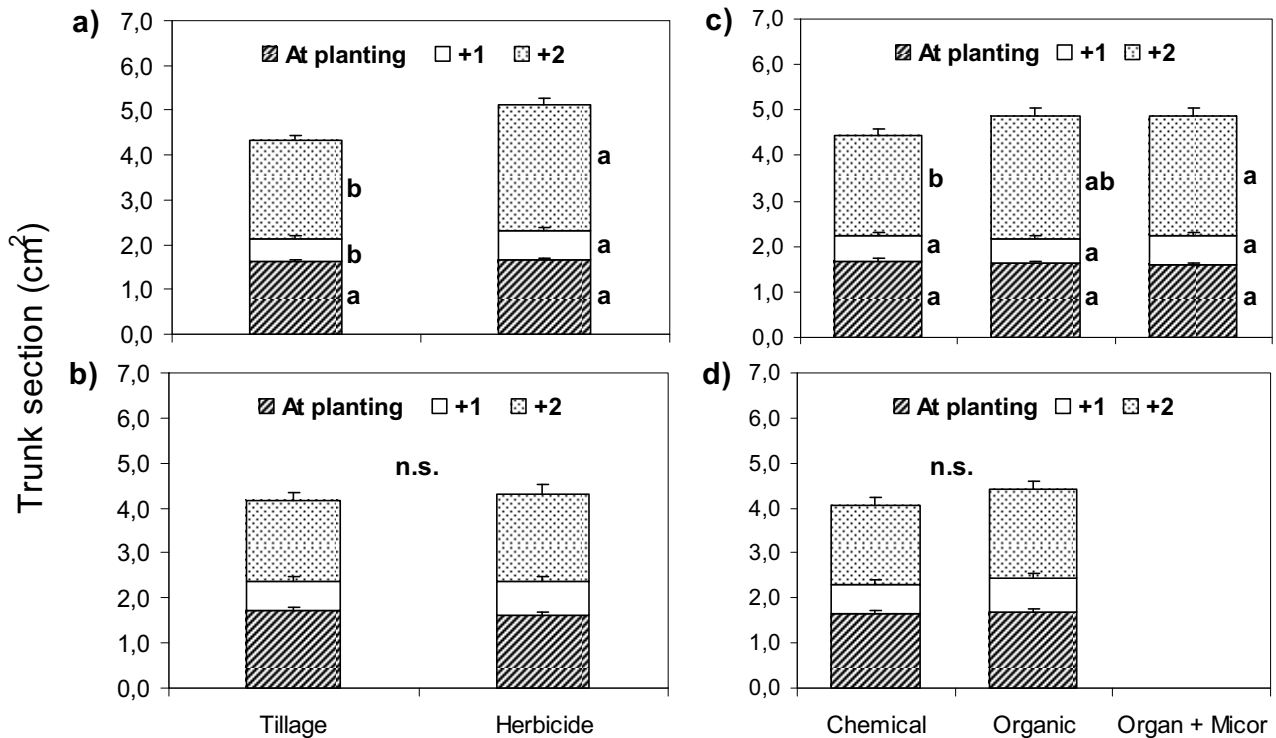 Trunk section (cm²)
a)
7,0
6,0
5,0
4,0
3,0
2,0
1,0
0,0
At planting +1 +2
b
b
a
a
a
a
c)
7,0
6,0
5,0
4,0
3,0
2,0
1,0
0,0
At planting +1 +2
b
a
a
ab
a
a
a
a
a
b)
7,0
6,0
5,0
4,0
3,0
2,0
1,0
0,0
At planting +1 +2
n.s.
Tillage Herbicide
d)
7,0
6,0
5,0
4,0
3,0
2,0
1,0
0,0
At planting +1 +2
n.s.
Chemical Organic Organ + Micor